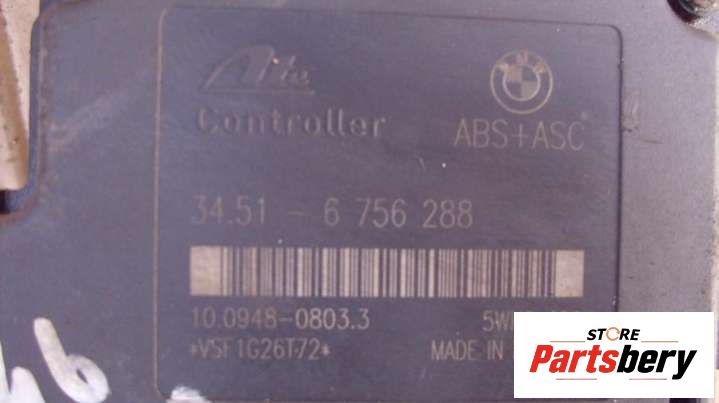 Ate
BMW
Controller
ABS+ASC
34.51 - 6 756 288
10.0948-0803.3
5W
*VSF1G26T72*
MADE IN
STORE
Partsbery